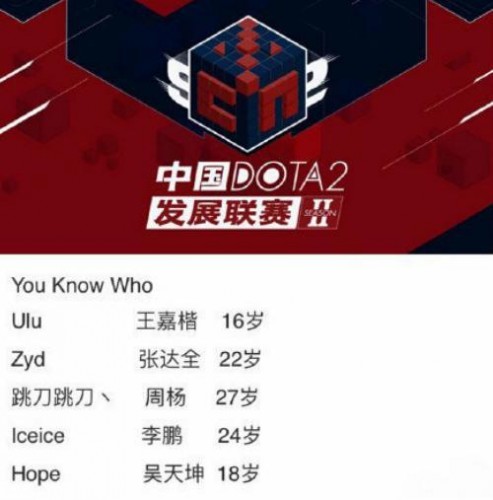 CN
中国DOTA2
发展联赛 SEASON II
You Know Who
Ulu 王嘉楷 16岁
Zyd 张达全 22岁
跳刀跳刀丶 周杨 27岁
Iceice 李鹏 24岁
Hope 吴天坤 18岁